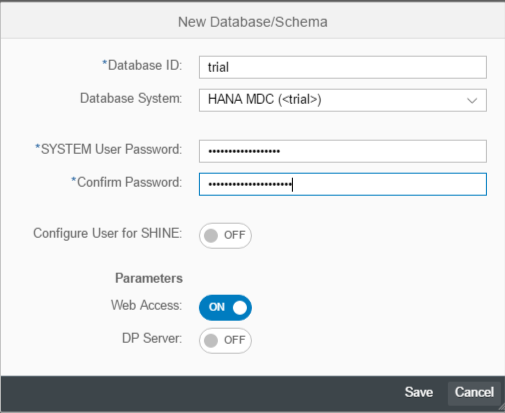 New Database/Schema
*Database ID: trial
Database System: HANA MDC (<trial>)
*SYSTEM User Password: ••••••••••••••••••
*Confirm Password: •••••••••••••••••••••
Configure User for SHINE: OFF
Parameters
Web Access: ON
DP Server: OFF
Save Cancel